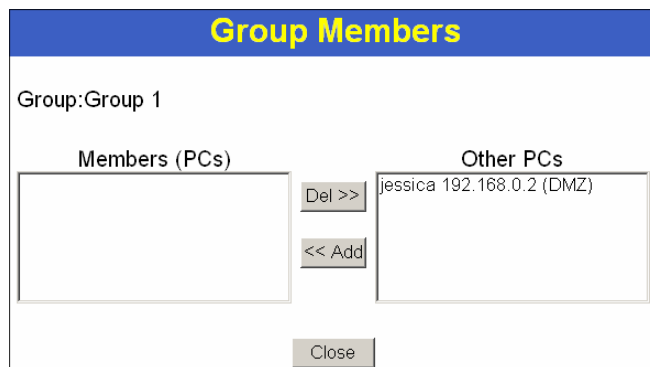 Group Members
Group:Group 1
Members (PCs)
Other PCs
Del >>
jessica 192.168.0.2 (DMZ)
<< Add
Close